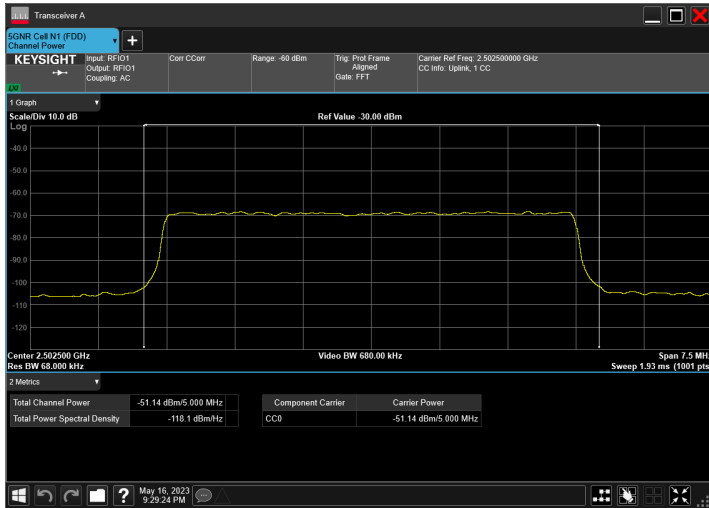 Transceiver A
5GNR Cell N1 (FDD)
Channel Power
KEYSIGHT
LXI
Input: RFIO1
Output: RFIO1
Coupling: AC
Corr CCorr
Range: -60 dBm
Trig: Prot Frame
Aligned
Gate: FFT
Carrier Ref Freq: 2.502500000 GHz
CC Info: Uplink, 1 CC
1 Graph
Scale/Div 10.0 dB
Ref Value -30.00 dBm
Log
-40.0
-50.0
-60.0
-70.0
-80.0
-90.0
-100
-110
-120
Center 2.502500 GHz
Video BW 680.00 kHz
Span 7.5 MH
Res BW 68.000 kHz
Sweep 1.93 ms (1001 pts
2 Metrics
Total Channel Power -51.14 dBm/5.000 MHz
Total Power Spectral Density -118.1 dBm/Hz
Component Carrier Carrier Power
CC0 -51.14 dBm/5.000 MHz
?
May 16, 2023
9:29:24 PM